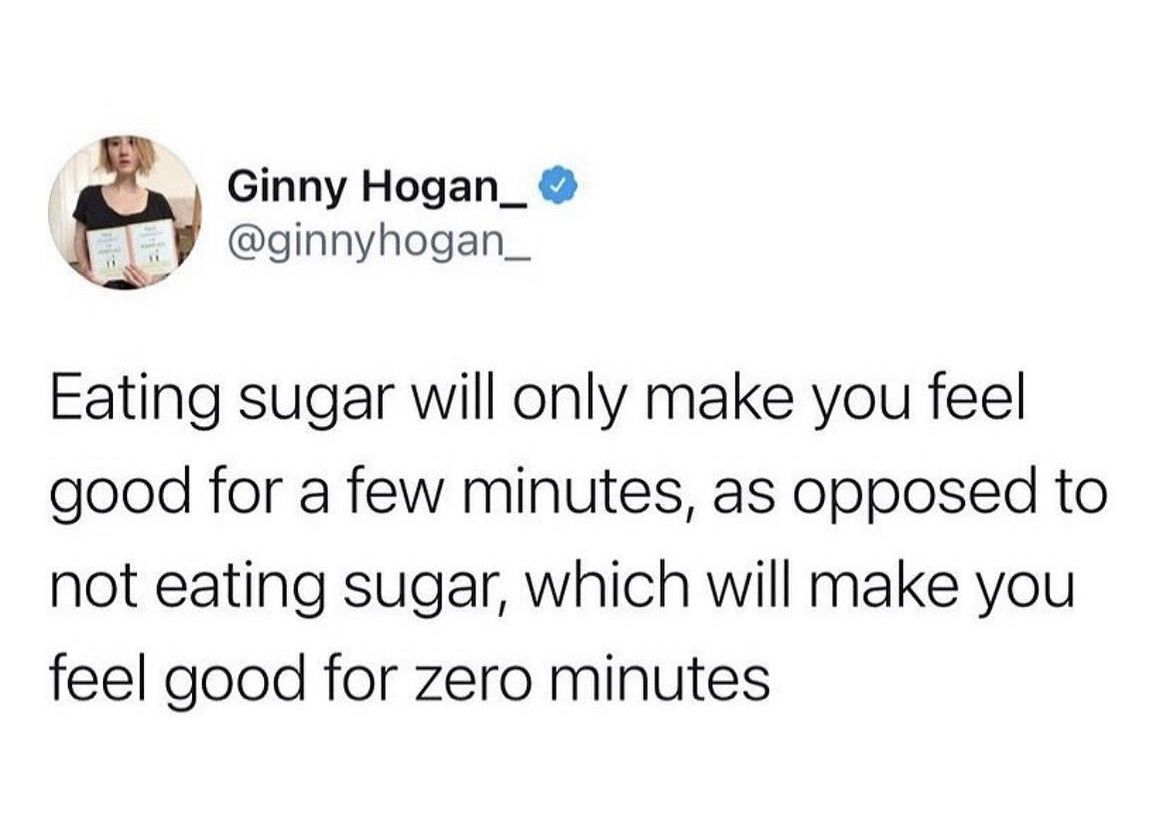 Ginny Hogan_
@ginnyhogan_
Eating sugar will only make you feel
good for a few minutes, as opposed to
not eating sugar, which will make you
feel good for zero minutes